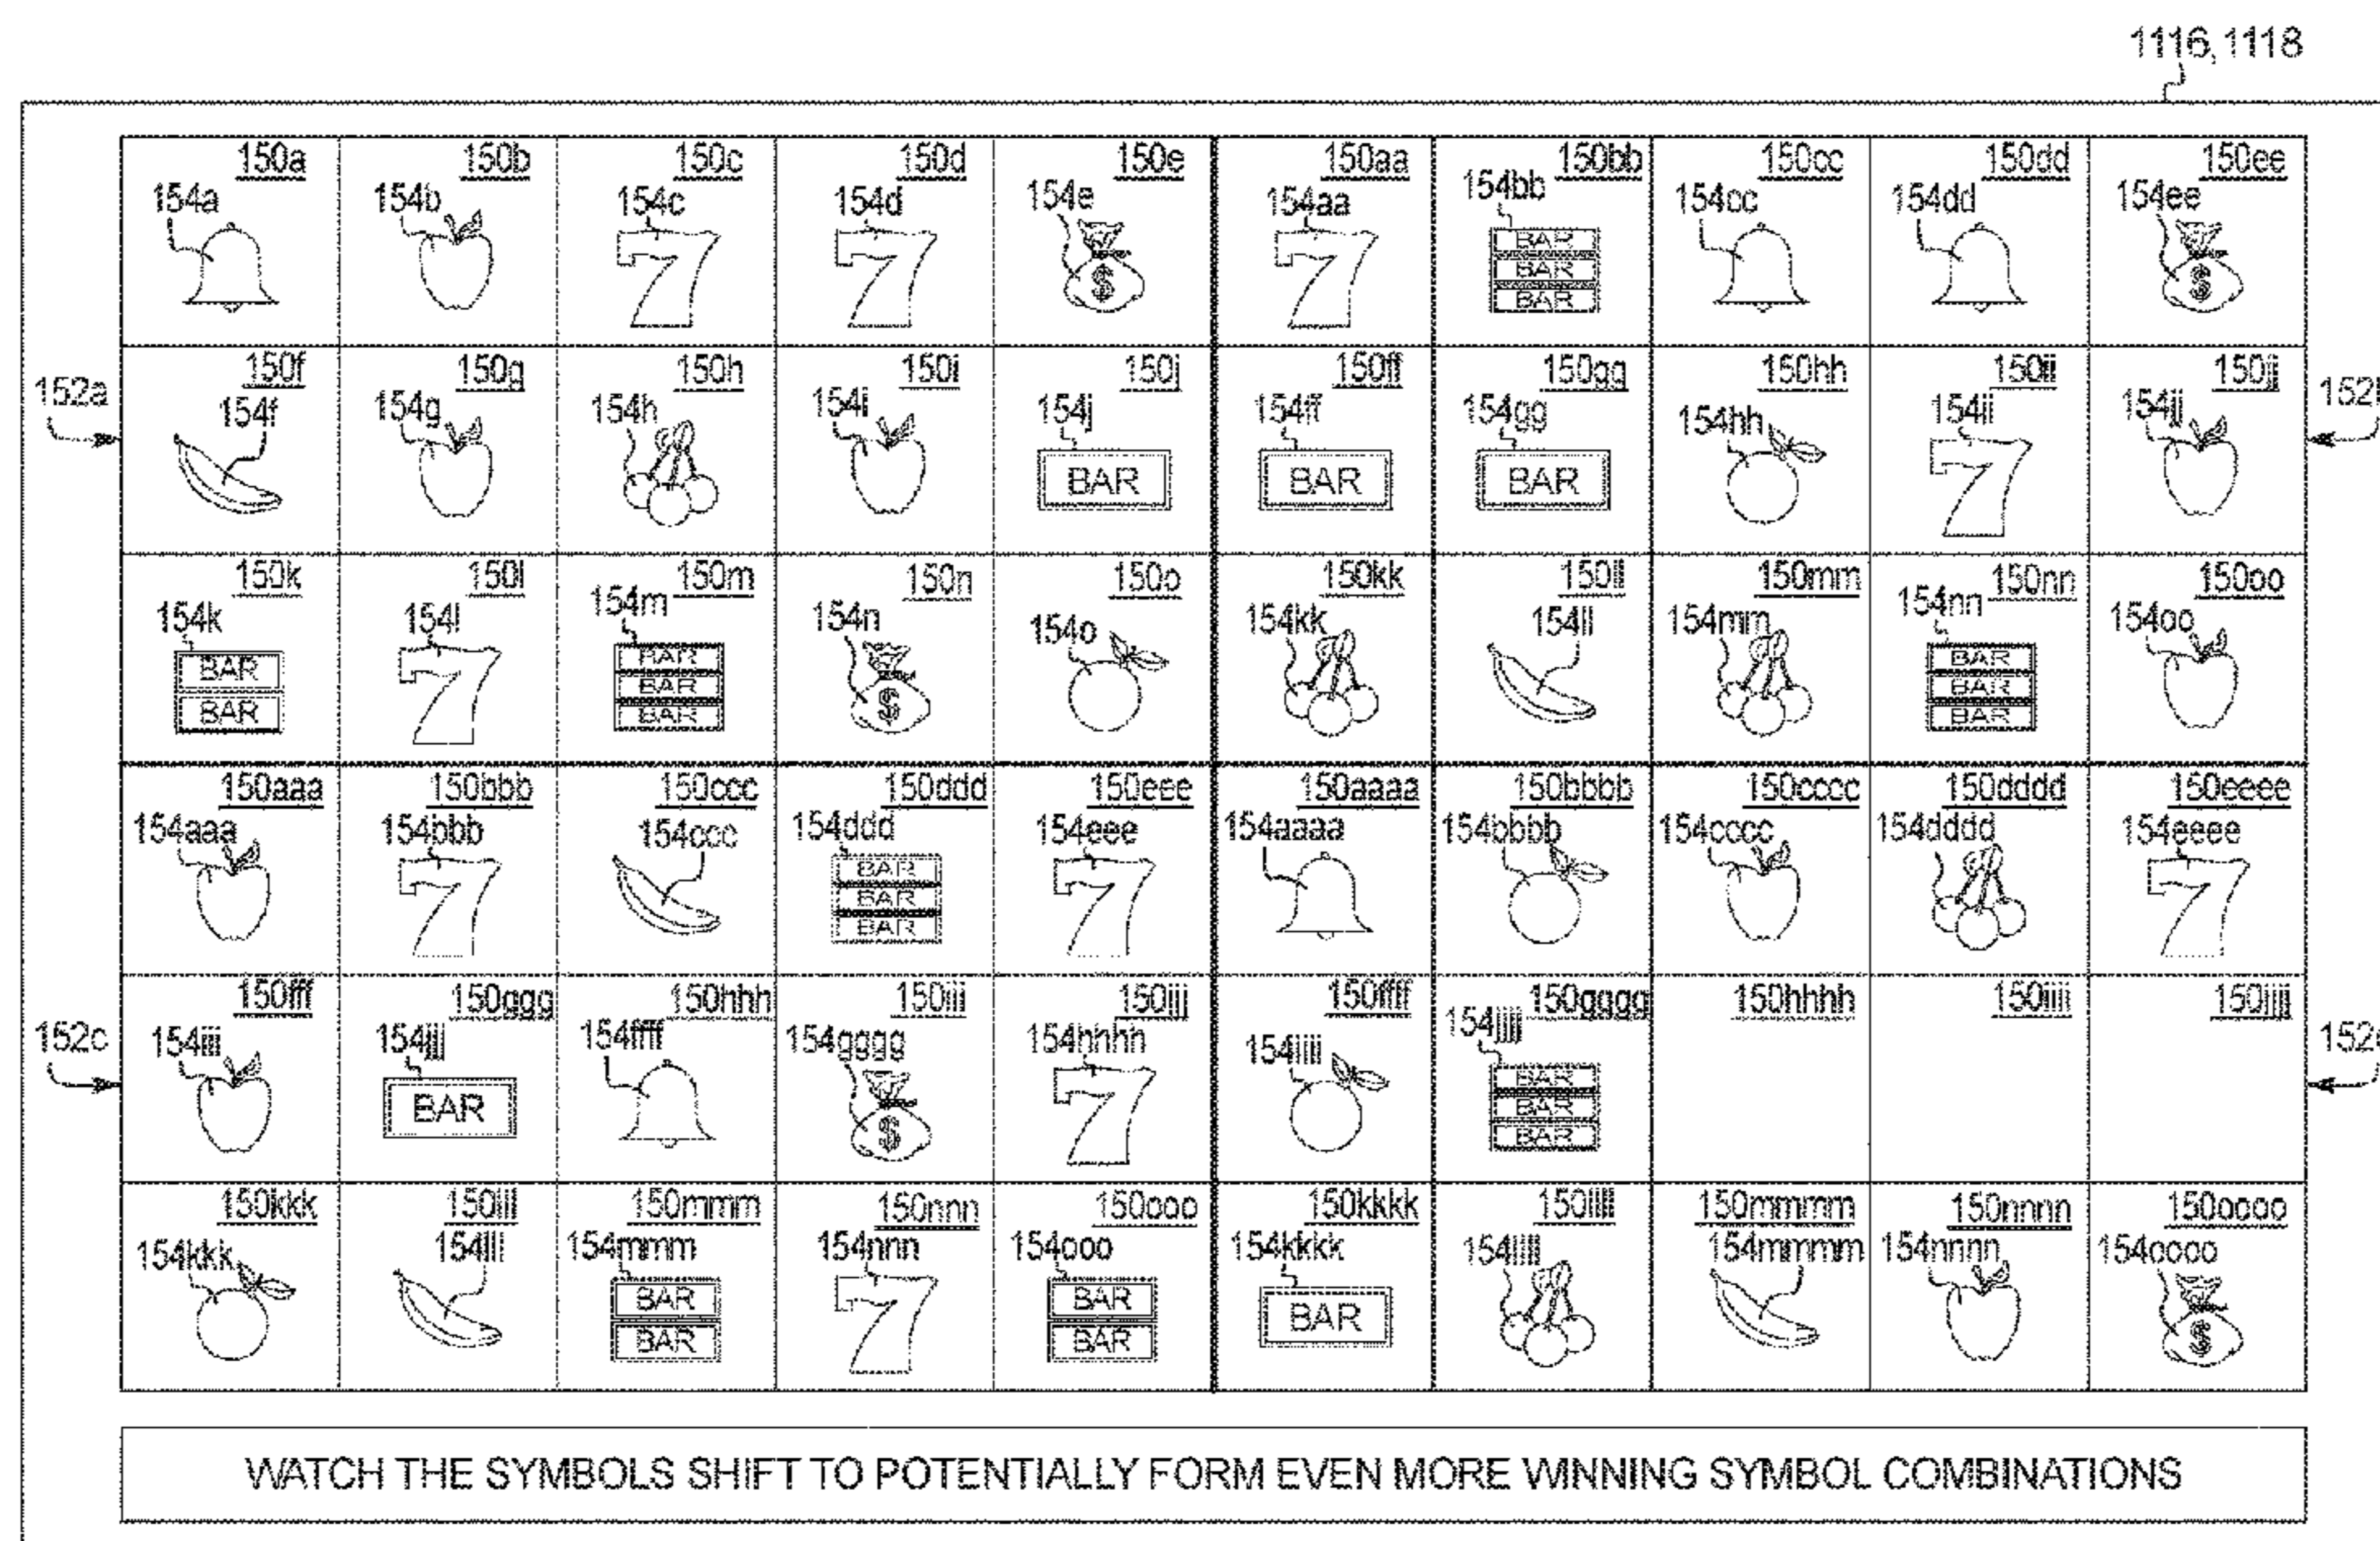 1116, 1118
150a 150b 150c 150d 150e 150aa 150bb 150cc 150dd 150ee
154a 154b 154c 154d 154e 154aa 154bb 154cc 154dd 154ee
BAR
BAR
BAR
$ $
150f 150g 150h 150i 150j 150ff 150gg 150hh 150ii 150jj
152a 154f 154g 154h 154i 154j 154ff 154gg 154hh 154ii 154jj
BAR BAR BAR
150k 150l 150m 150n 150o 150kk 150ll 150mm 150nn 150oo
154k 154l 154m 154n 154o 154kk 154ll 154mm 154nn 154oo
BAR BAR BAR
BAR BAR BAR
BAR BAR
$
150aaa 150bbb 150ccc 150ddd 150eee 150aaaa 150bbbb 150cccc 150dddd 150eeee
154aaa 154bbb 154ccc 154ddd 154eee 154aaaa 154bbbb 154cccc 154dddd 154eeee
BAR
BAR
BAR
150fff 150ggg 150hhh 150iii 150jjj 150ffff 150gggg 150hhhh 150iiii 150jjjj
152c 154iii 154jjj 154ffff 154gggg 154hhhh 154iiii 154jjjj
BAR BAR
BAR
BAR
$
150kkk 150lll 150mmm 150nnn 150ooo 150kkkk 150llll 150mmmm 150nnnn 150oooo
154kkk 154lll 154mmm 154nnn 154ooo 154kkkk 154llll 154mmmm 154nnnn 154oooo
BAR BAR BAR
BAR BAR
$
WATCH THE SYMBOLS SHIFT TO POTENTIALLY FORM EVEN MORE WINNING SYMBOL COMBINATIONS